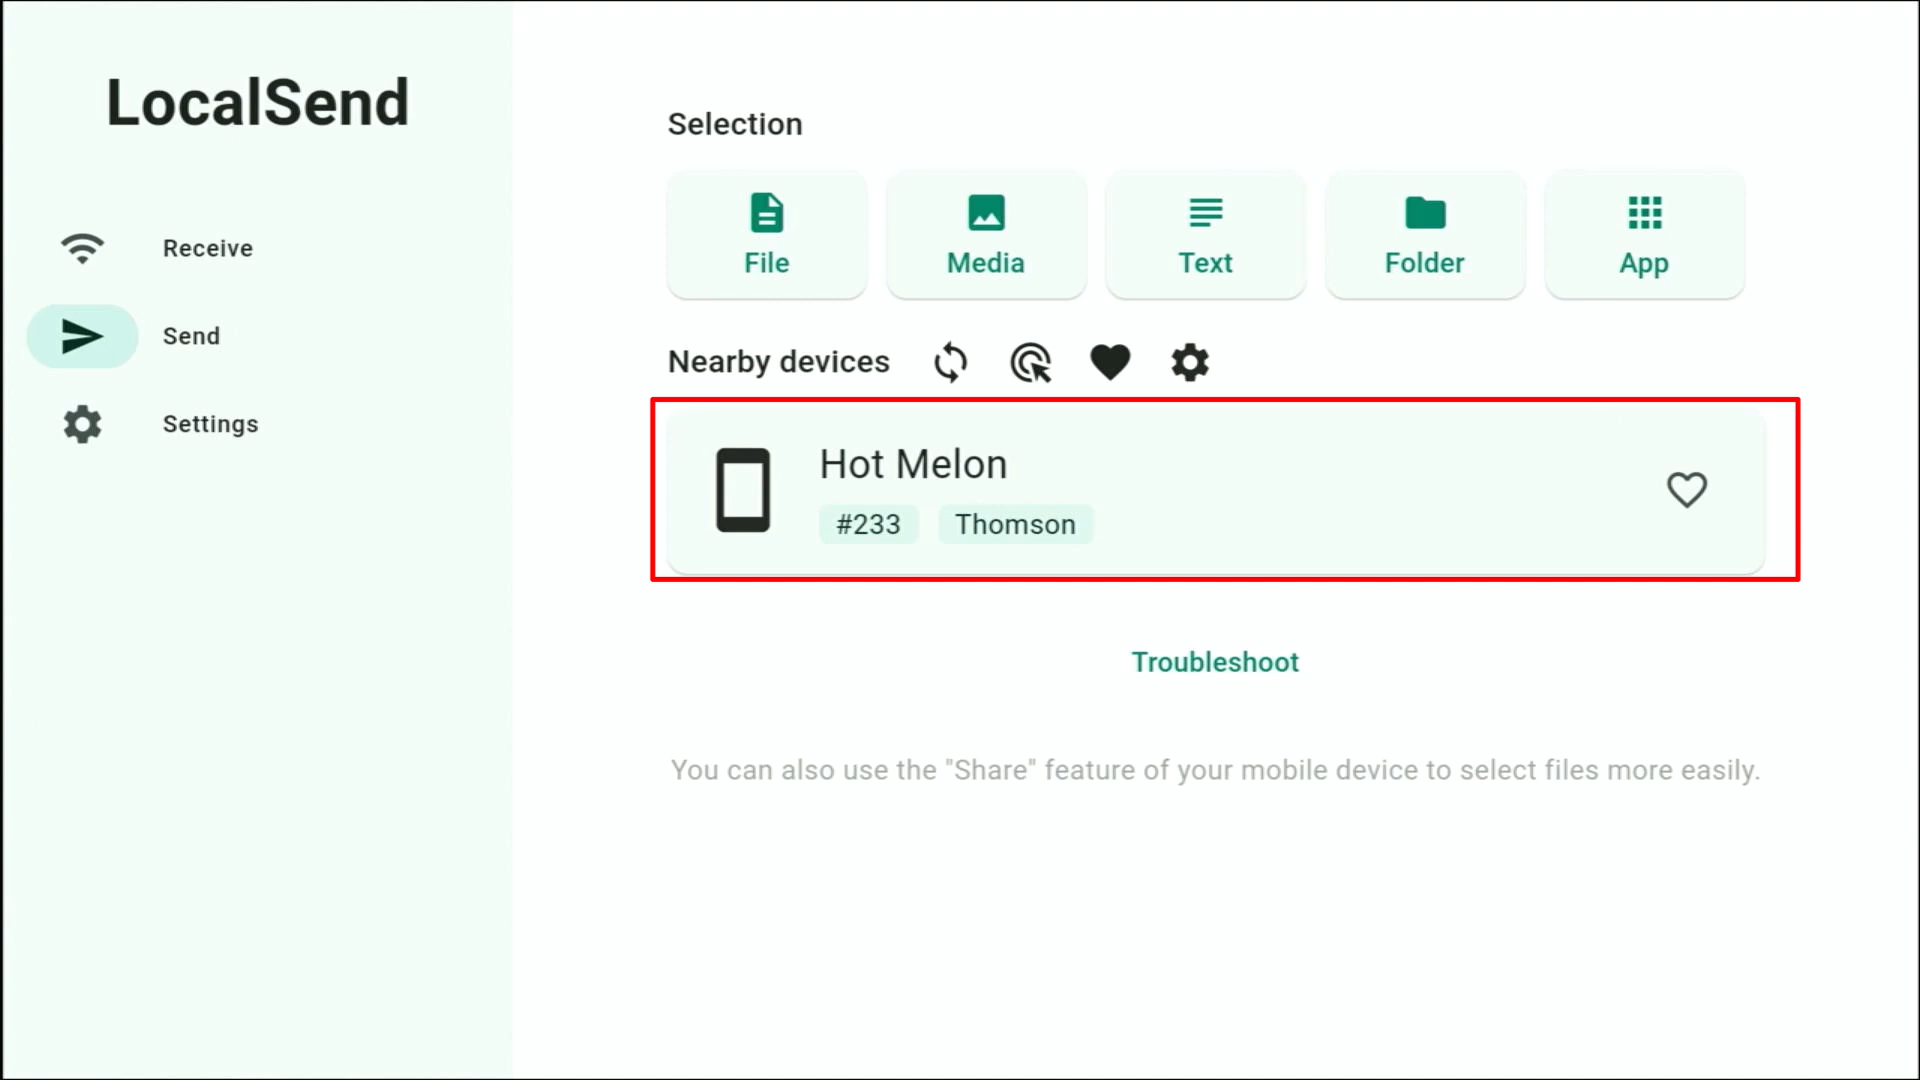 LocalSend
Receive
Send
Settings
Selection
File
Media
Text
Folder
App
Nearby devices
Hot Melon
#233 Thomson
Troubleshoot
You can also use the "Share" feature of your mobile device to select files more easily.